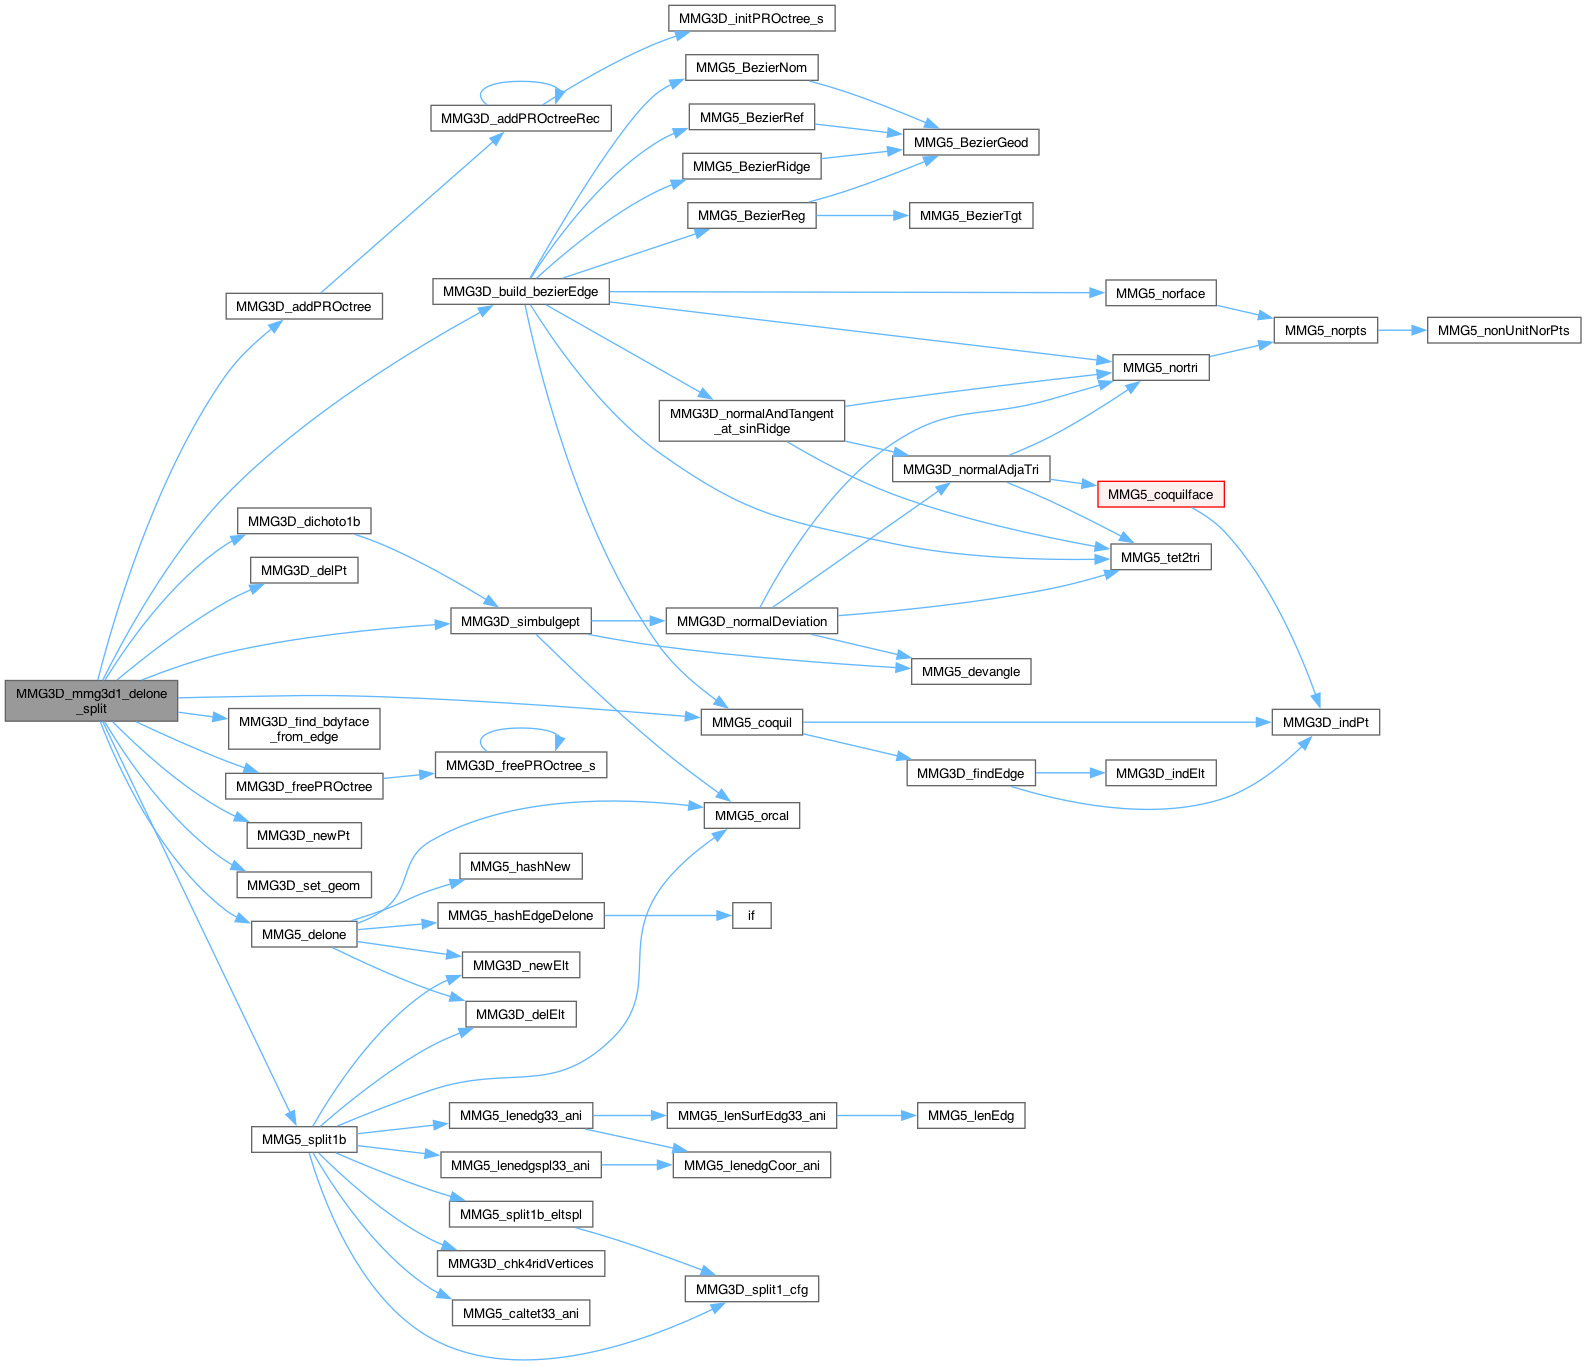 MMG3D_initPROctree_s
MMG5_BezierNom
MMG3D_addPROctreeRec
MMG5_BezierRef
MMG5_BezierGeod
MMG5_BezierRidge
MMG5_BezierReg
MMG5_BezierTgt
MMG3D_build_bezierEdge
MMG5_norface
MMG3D_addPROctree
MMG5_norpts
MMG5_nonUnitNorPts
MMG5_nortri
MMG3D_normalAndTangent
_at_sinRidge
MMG3D_normalAdjaTri
MMG5_coquilface
MMG3D_dichoto1b
MMG5_tet2tri
MMG3D_delPt
MMG3D_simbulgept
MMG3D_normalDeviation
MMG5_devangle
MMG3D_mmg3d1_delone
_split
MMG5_coquil
MMG3D_indPt
MMG3D_find_bdyface
_from_edge
MMG3D_freePROctree_s
MMG3D_findEdge
MMG3D_indElt
MMG3D_freePROctree
MMG5_orcal
MMG3D_newPt
MMG5_hashNew
MMG3D_set_geom
MMG5_hashEdgeDelone
if
MMG5_delone
MMG3D_newElt
MMG3D_delElt
MMG5_lenedg33_ani
MMG5_lenSurfEdg33_ani
MMG5_lenEdg
MMG5_split1b
MMG5_lenedgspl33_ani
MMG5_lenedgCoor_ani
MMG5_split1b_eltspl
MMG3D_chk4ridVertices
MMG3D_split1_cfg
MMG5_caltet33_ani